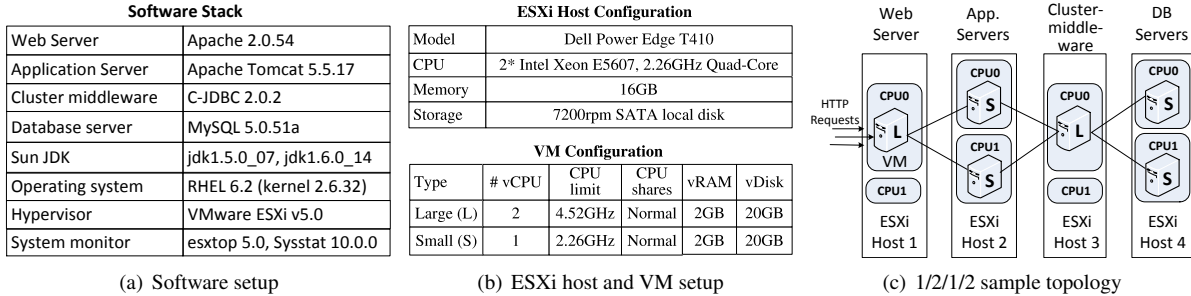 Software Stack
Web Server Apache 2.0.54
Application Server Apache Tomcat 5.5.17
Cluster middleware C-JDBC 2.0.2
Database server MySQL 5.0.51a
Sun JDK jdk1.5.0_07, jdk1.6.0_14
Operating system RHEL 6.2 (kernel 2.6.32)
Hypervisor VMware ESXi v5.0
System monitor esxtop 5.0, Sysstat 10.0.0
(a) Software setup
ESXi Host Configuration
Model Dell Power Edge T410
CPU 2* Intel Xeon E5607, 2.26GHz Quad-Core
Memory 16GB
Storage 7200rpm SATA local disk
VM Configuration
Type # vCPU CPU limit CPU shares vRAM vDisk
Large (L) 2 4.52GHz Normal 2GB 20GB
Small (S) 1 2.26GHz Normal 2GB 20GB
(b) ESXi host and VM setup
Web Server
App. Servers
Cluster-middle-ware
DB Servers
HTTP Requests
CPU0
L
VM
CPU1
ESXi Host 1
CPU0
S
CPU1
S
ESXi Host 2
CPU0
L
CPU1
ESXi Host 3
CPU0
S
CPU1
S
ESXi Host 4
(c) 1/2/1/2 sample topology